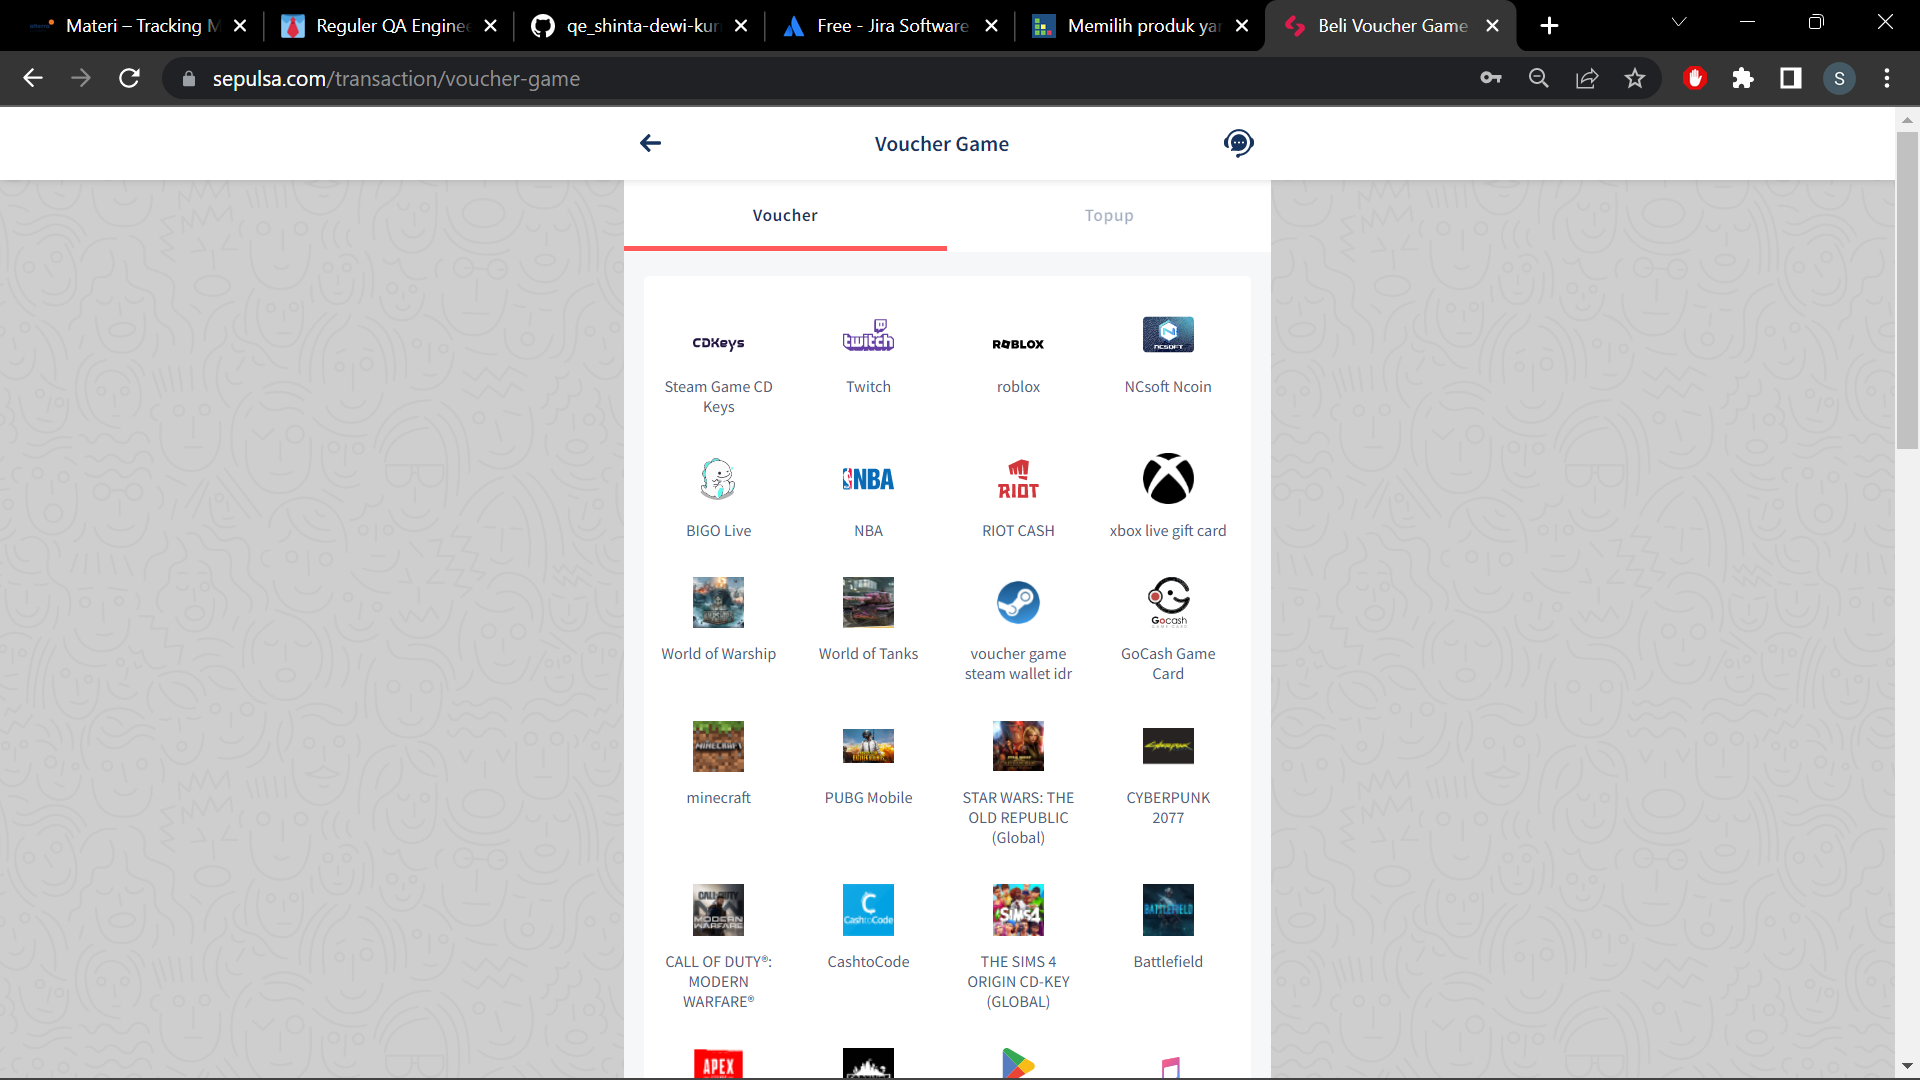 Materi – Tracking M
Reguler QA Enginee
qe_shinta-dewi-kur
Free - Jira Software
Memilih produk yar
Beli Voucher Game
sepulsa.com/transaction/voucher-game
S
Voucher Game
Voucher
Topup
CDKeys
twitch
ROBLOX
NCSOFT
Steam Game CD
Keys
Twitch
roblox
NCsoft Ncoin
NBA
RIOT
BIGO Live
NBA
RIOT CASH
xbox live gift card
Gocash
World of Warship
World of Tanks
voucher game
steam wallet idr
GoCash Game
Card
MINECRAFT
Cyberpunk
minecraft
PUBG Mobile
STAR WARS: THE
OLD REPUBLIC
(Global)
CYBERPUNK
2077
CALL OF DUTY
MODERN
WARFARE
CashtoCode
SIMS4
BATTLEFIELD
CALL OF DUTY®:
MODERN
WARFARE®
CashtoCode
THE SIMS 4
ORIGIN CD-KEY
(GLOBAL)
Battlefield
APEX